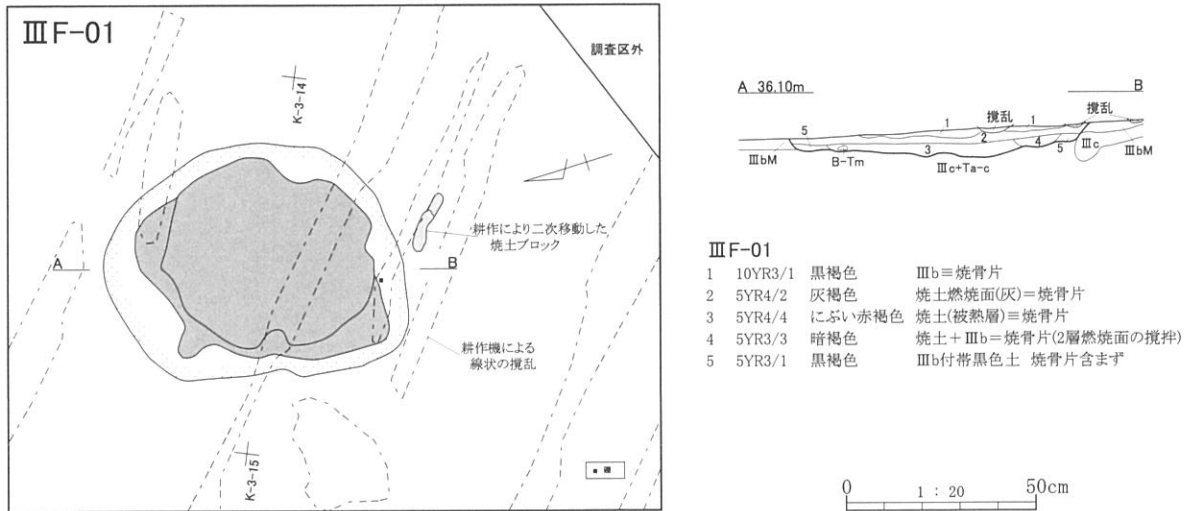 ⅢF-01
調査区外
K-3-14
耕作により二次移動した
焼土ブロック
A
B
耕作機による
線状の撹乱
K-3-15
礫
A 36.10m
B
撹乱
撹乱
1
1
5
2
4
5
3
ⅢbM
B-Tm
Ⅲc+Ta-c
Ⅲc
ⅢbM
ⅢF-01
1 10YR3/1 黒褐色 Ⅲb≡焼骨片
2 5YR4/2 灰褐色 焼土燃焼面(灰)=焼骨片
3 5YR4/4 にぶい赤褐色 焼土(被熱層)≡焼骨片
4 5YR3/3 暗褐色 焼土+Ⅲb=焼骨片(2層燃焼面の撹拌)
5 5YR3/1 黒褐色 Ⅲb付帯黒色土 焼骨片含まず
0 1:20 50cm